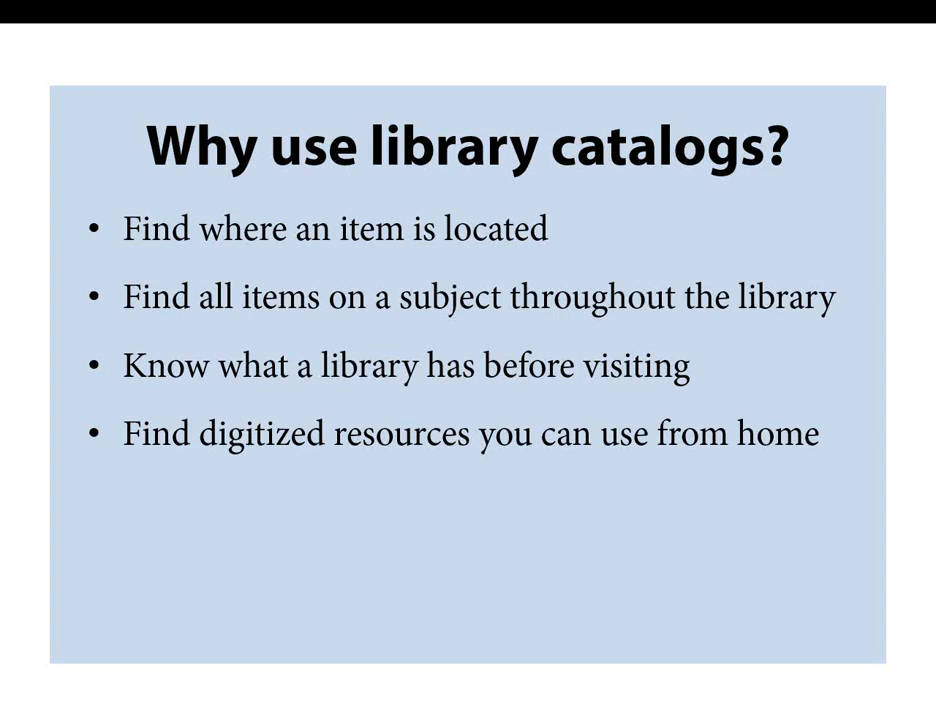 Why use library catalogs?
• Find where an item is located
• Find all items on a subject throughout the library
• Know what a library has before visiting
• Find digitized resources you can use from home